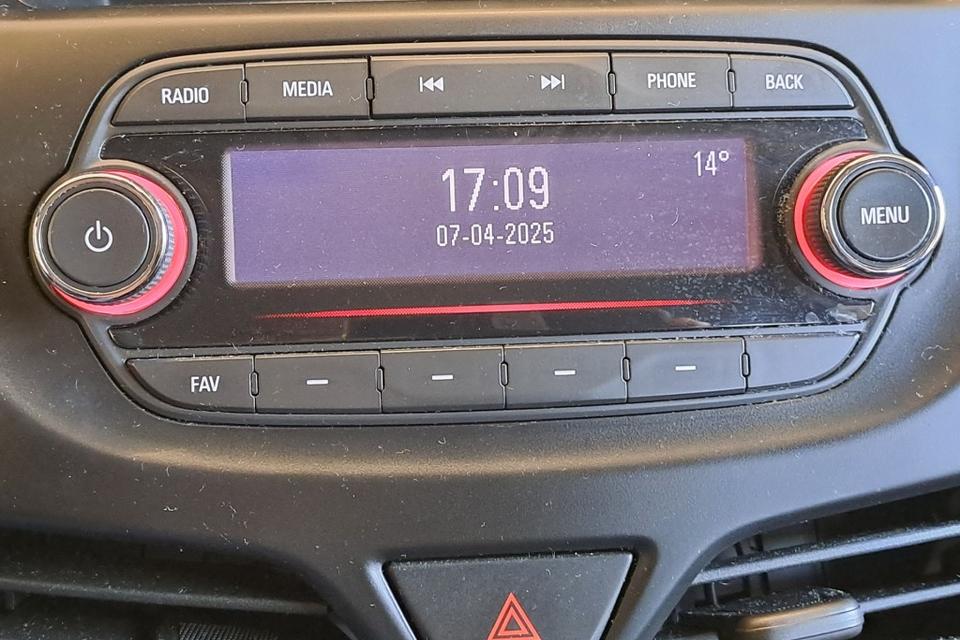 RADIO MEDIA PHONE BACK
14°
17:09
07-04-2025
MENU
FAV